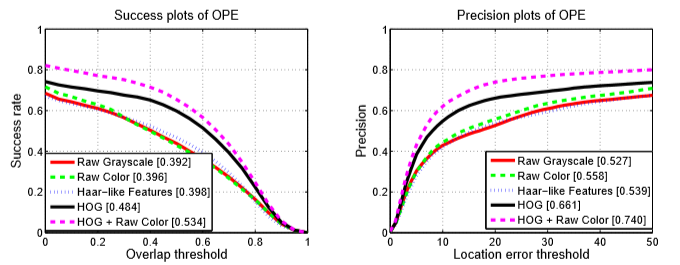 Success plots of OPE
1
0.8
0.6
0.4
0.2
0
0
0.2
0.4
0.6
0.8
1
Success rate
Overlap threshold
Raw Grayscale [0.392]
Raw Color [0.396]
Haar-like Features [0.398]
HOG [0.484]
HOG + Raw Color [0.534]
Precision plots of OPE
1
0.8
0.6
0.4
0.2
0
0
10
20
30
40
50
Precision
Location error threshold
Raw Grayscale [0.527]
Raw Color [0.558]
Haar-like Features [0.539]
HOG [0.661]
HOG + Raw Color [0.740]